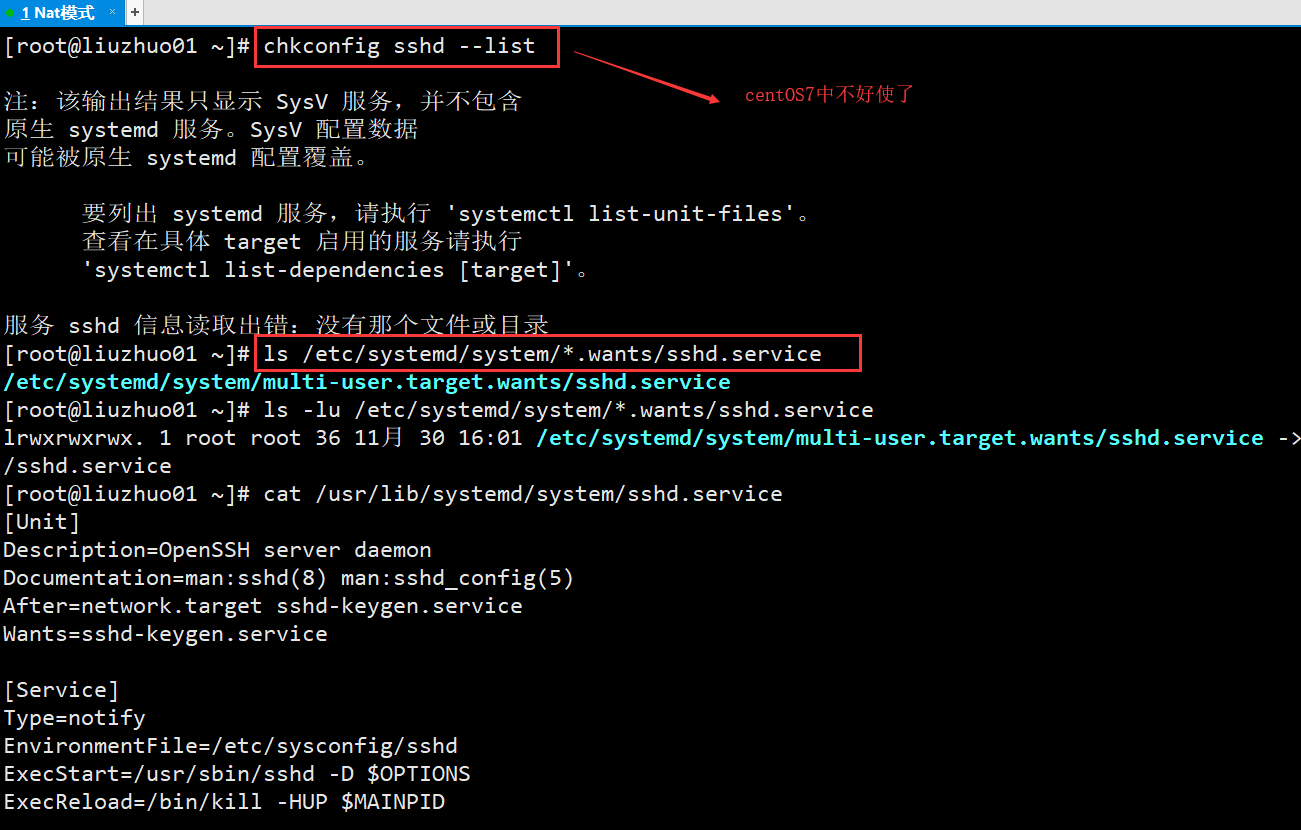 1 Nat模式 × +
[root@liuzhuo01 ~]# chkconfig sshd --list
centOS7中不好使了
注：该输出结果只显示 SysV 服务，并不包含
原生 systemd 服务。SysV 配置数据
可能被原生 systemd 配置覆盖。
要列出 systemd 服务，请执行 'systemctl list-unit-files'。
查看在具体 target 启用的服务请执行
'systemctl list-dependencies [target]'。
服务 sshd 信息读取出错：没有那个文件或目录
[root@liuzhuo01 ~]# ls /etc/systemd/system/*.wants/sshd.service
/etc/systemd/system/multi-user.target.wants/sshd.service
[root@liuzhuo01 ~]# ls -lu /etc/systemd/system/*.wants/sshd.service
lrwxrwxrwx. 1 root root 36 11月 30 16:01 /etc/systemd/system/multi-user.target.wants/sshd.service ->
/sshd.service
[root@liuzhuo01 ~]# cat /usr/lib/systemd/system/sshd.service
[Unit]
Description=OpenSSH server daemon
Documentation=man:sshd(8) man:sshd_config(5)
After=network.target sshd-keygen.service
Wants=sshd-keygen.service
[Service]
Type=notify
EnvironmentFile=/etc/sysconfig/sshd
ExecStart=/usr/sbin/sshd -D $OPTIONS
ExecReload=/bin/kill -HUP $MAINPID